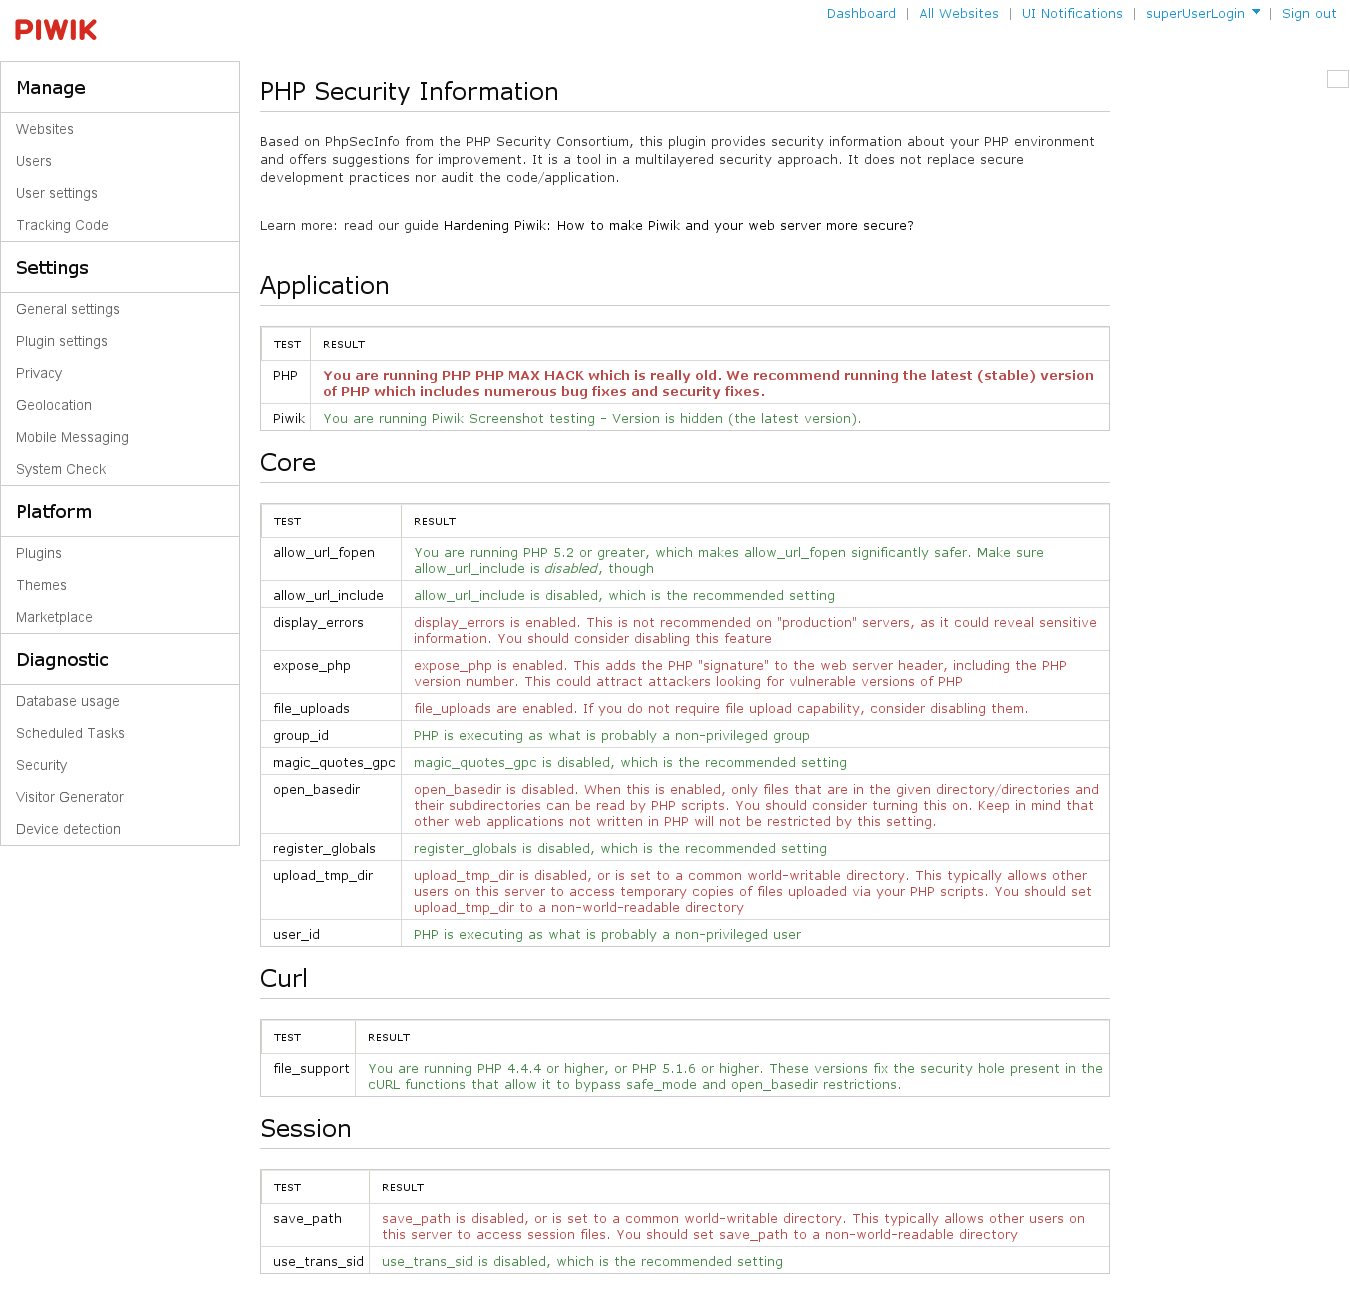 PIWIK
Dashboard | All Websites | UI Notifications | superUserLogin | Sign out
Manage
Websites
Users
User settings
Tracking Code
Settings
General settings
Plugin settings
Privacy
Geolocation
Mobile Messaging
System Check
Platform
Plugins
Themes
Marketplace
Diagnostic
Database usage
Scheduled Tasks
Security
Visitor Generator
Device detection
PHP Security Information
Based on PhpSecInfo from the PHP Security Consortium, this plugin provides security information about your PHP environment
and offers suggestions for improvement. It is a tool in a multilayered security approach. It does not replace secure
development practices nor audit the code/application.
Learn more: read our guide Hardening Piwik: How to make Piwik and your web server more secure?
Application
TEST RESULT
PHP You are running PHP PHP MAX HACK which is really old. We recommend running the latest (stable) version
of PHP which includes numerous bug fixes and security fixes.
Piwik You are running Piwik Screenshot testing - Version is hidden (the latest version).
Core
TEST RESULT
allow_url_fopen You are running PHP 5.2 or greater, which makes allow_url_fopen significantly safer. Make sure
allow_url_include is disabled, though
allow_url_include allow_url_include is disabled, which is the recommended setting
display_errors display_errors is enabled. This is not recommended on "production" servers, as it could reveal sensitive
information. You should consider disabling this feature
expose_php expose_php is enabled. This adds the PHP "signature" to the web server header, including the PHP
version number. This could attract attackers looking for vulnerable versions of PHP
file_uploads file_uploads are enabled. If you do not require file upload capability, consider disabling them.
group_id PHP is executing as what is probably a non-privileged group
magic_quotes_gpc magic_quotes_gpc is disabled, which is the recommended setting
open_basedir open_basedir is disabled. When this is enabled, only files that are in the given directory/directories and
their subdirectories can be read by PHP scripts. You should consider turning this on. Keep in mind that
other web applications not written in PHP will not be restricted by this setting.
register_globals register_globals is disabled, which is the recommended setting
upload_tmp_dir upload_tmp_dir is disabled, or is set to a common world-writable directory. This typically allows other
users on this server to access temporary copies of files uploaded via your PHP scripts. You should set
upload_tmp_dir to a non-world-readable directory
user_id PHP is executing as what is probably a non-privileged user
Curl
TEST RESULT
file_support You are running PHP 4.4.4 or higher, or PHP 5.1.6 or higher. These versions fix the security hole present in the
cURL functions that allow it to bypass safe_mode and open_basedir restrictions.
Session
TEST RESULT
save_path save_path is disabled, or is set to a common world-writable directory. This typically allows other users on
this server to access session files. You should set save_path to a non-world-readable directory
use_trans_sid use_trans_sid is disabled, which is the recommended setting